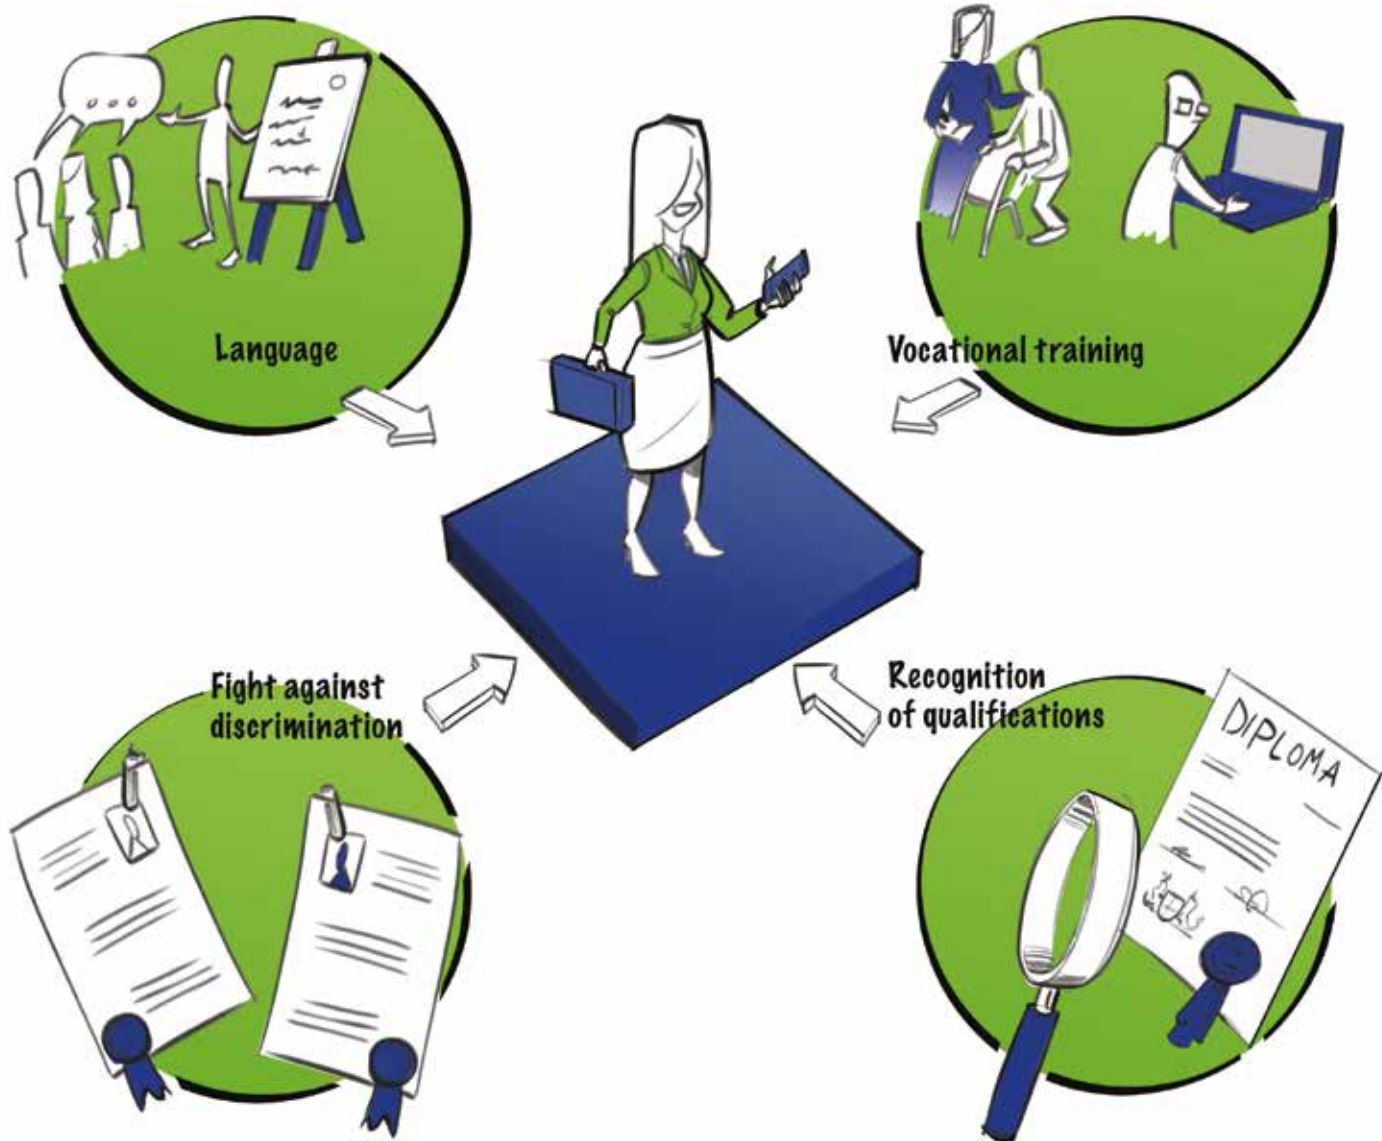 Language
Vocational training
Fight against
discrimination
Recognition
of qualifications
DIPLOMA